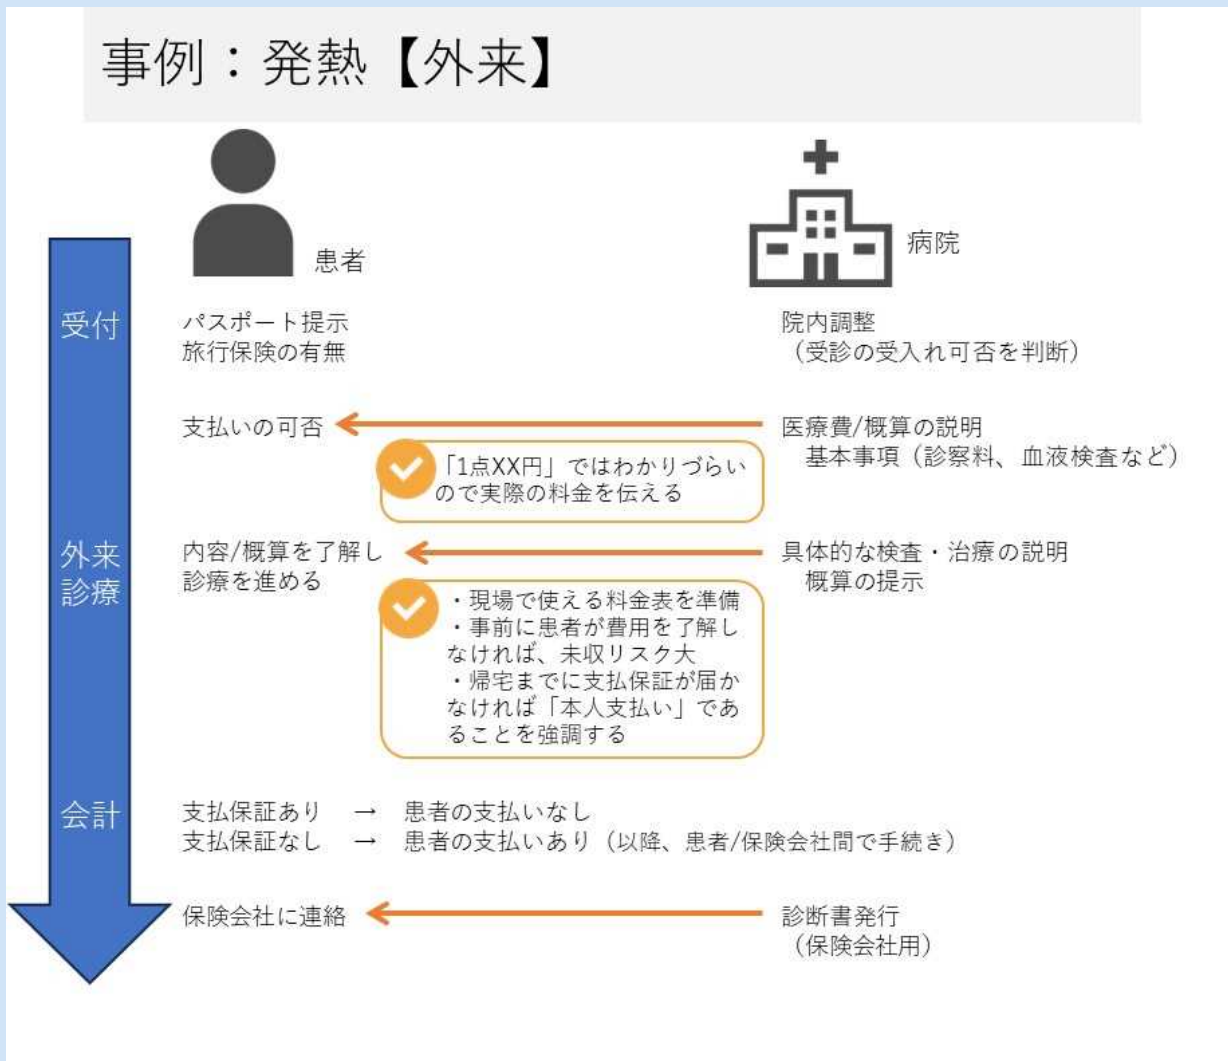 事例：発熱【外来】
患者
病院
受付
パスポート提示
旅行保険の有無
院内調整
（受診の受入れ可否を判断）
支払いの可否
医療費/概算の説明
基本事項（診察料、血液検査など）
「1点XX円」ではわかりづらい
ので実際の料金を伝える
外来
診療
内容/概算を了解し
診療を進める
具体的な検査・治療の説明
概算の提示
・現場で使える料金表を準備
・事前に患者が費用を了解し
なければ、未収リスク大
・帰宅までに支払保証が届か
なければ「本人支払い」であ
ることを強調する
会計
支払保証あり → 患者の支払いなし
支払保証なし → 患者の支払いあり（以降、患者/保険会社間で手続き）
保険会社に連絡
診断書発行
（保険会社用）